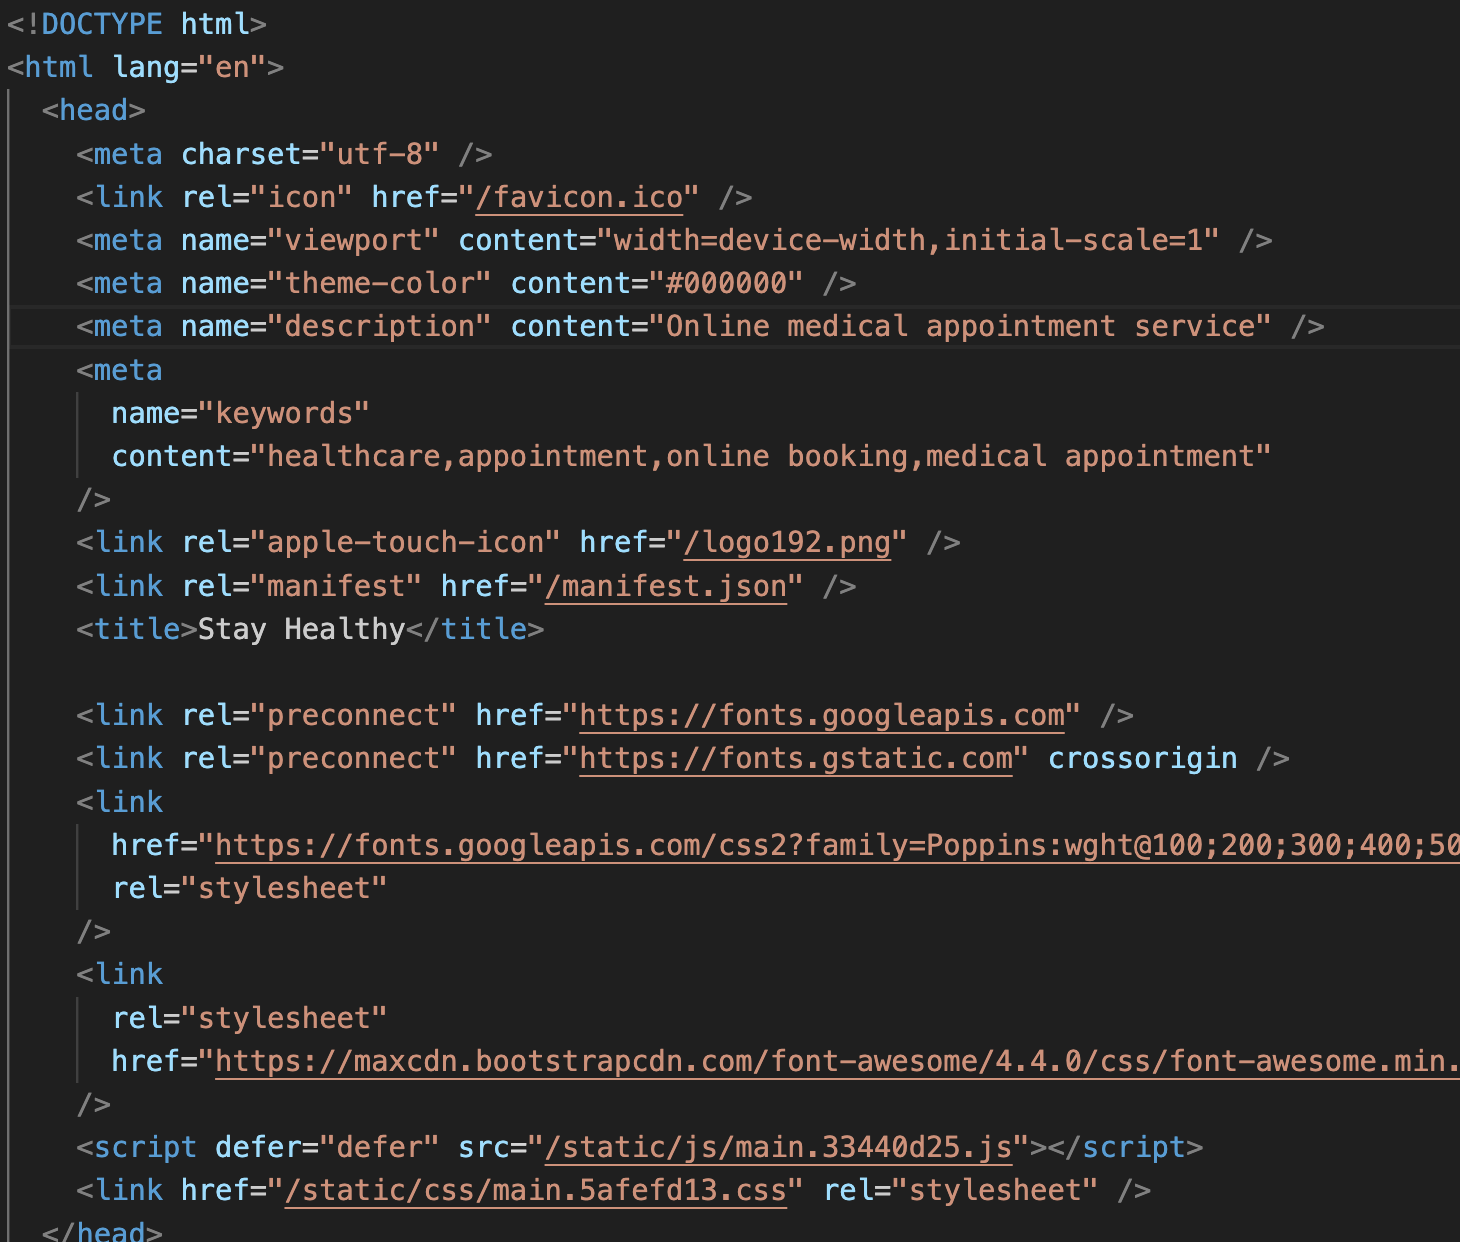 <!DOCTYPE html>
<html lang="en">
<head>
<meta charset="utf-8" />
<link rel="icon" href="/favicon.ico" />
<meta name="viewport" content="width=device-width,initial-scale=1" />
<meta name="theme-color" content="#000000" />
<meta name="description" content="Online medical appointment service" />
<meta
name="keywords"
content="healthcare,appointment,online booking,medical appointment"
/>
<link rel="apple-touch-icon" href="/logo192.png" />
<link rel="manifest" href="/manifest.json" />
<title>Stay Healthy</title>
<link rel="preconnect" href="https://fonts.googleapis.com" />
<link rel="preconnect" href="https://fonts.gstatic.com" crossorigin />
<link
href="https://fonts.googleapis.com/css2?family=Poppins:wght@100;200;300;400;50
rel="stylesheet"
/>
<link
rel="stylesheet"
href="https://maxcdn.bootstrapcdn.com/font-awesome/4.4.0/css/font-awesome.min.
/>
<script defer="defer" src="/static/js/main.33440d25.js"></script>
<link href="/static/css/main.5afefd13.css" rel="stylesheet" />
</head>